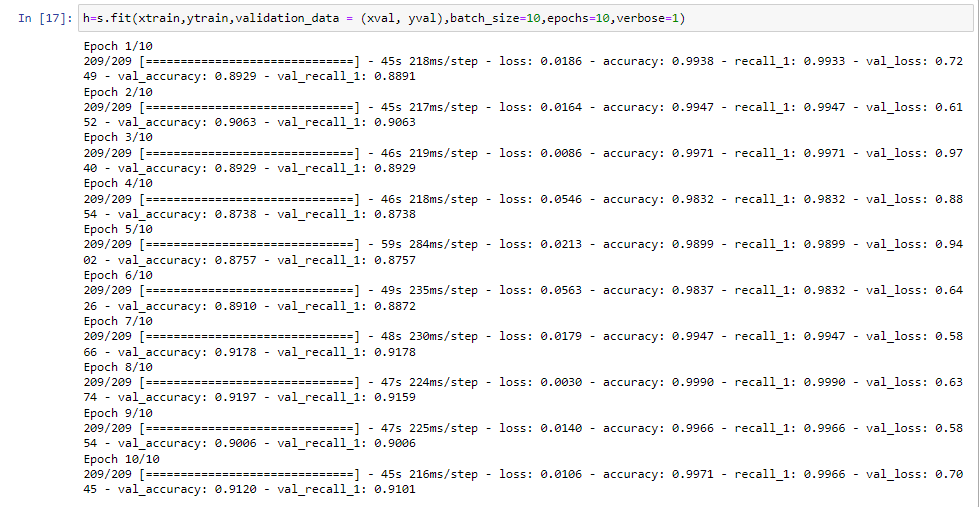 In [17]: h=s.fit(xtrain,ytrain,validation_data = (xval, yval),batch_size=10,epochs=10,verbose=1)
Epoch 1/10
209/209 [==============================] - 45s 218ms/step - loss: 0.0186 - accuracy: 0.9938 - recall_1: 0.9933 - val_loss: 0.72
49 - val_accuracy: 0.8929 - val_recall_1: 0.8891
Epoch 2/10
209/209 [==============================] - 45s 217ms/step - loss: 0.0164 - accuracy: 0.9947 - recall_1: 0.9947 - val_loss: 0.61
52 - val_accuracy: 0.9063 - val_recall_1: 0.9063
Epoch 3/10
209/209 [==============================] - 46s 219ms/step - loss: 0.0086 - accuracy: 0.9971 - recall_1: 0.9971 - val_loss: 0.97
40 - val_accuracy: 0.8929 - val_recall_1: 0.8929
Epoch 4/10
209/209 [==============================] - 46s 218ms/step - loss: 0.0546 - accuracy: 0.9832 - recall_1: 0.9832 - val_loss: 0.88
54 - val_accuracy: 0.8738 - val_recall_1: 0.8738
Epoch 5/10
209/209 [==============================] - 59s 284ms/step - loss: 0.0213 - accuracy: 0.9899 - recall_1: 0.9899 - val_loss: 0.94
02 - val_accuracy: 0.8757 - val_recall_1: 0.8757
Epoch 6/10
209/209 [==============================] - 49s 235ms/step - loss: 0.0563 - accuracy: 0.9837 - recall_1: 0.9832 - val_loss: 0.64
26 - val_accuracy: 0.8910 - val_recall_1: 0.8872
Epoch 7/10
209/209 [==============================] - 48s 230ms/step - loss: 0.0179 - accuracy: 0.9947 - recall_1: 0.9947 - val_loss: 0.58
66 - val_accuracy: 0.9178 - val_recall_1: 0.9178
Epoch 8/10
209/209 [==============================] - 47s 224ms/step - loss: 0.0030 - accuracy: 0.9990 - recall_1: 0.9990 - val_loss: 0.63
74 - val_accuracy: 0.9197 - val_recall_1: 0.9159
Epoch 9/10
209/209 [==============================] - 47s 225ms/step - loss: 0.0140 - accuracy: 0.9966 - recall_1: 0.9966 - val_loss: 0.58
54 - val_accuracy: 0.9006 - val_recall_1: 0.9006
Epoch 10/10
209/209 [==============================] - 45s 216ms/step - loss: 0.0106 - accuracy: 0.9971 - recall_1: 0.9966 - val_loss: 0.70
45 - val_accuracy: 0.9120 - val_recall_1: 0.9101